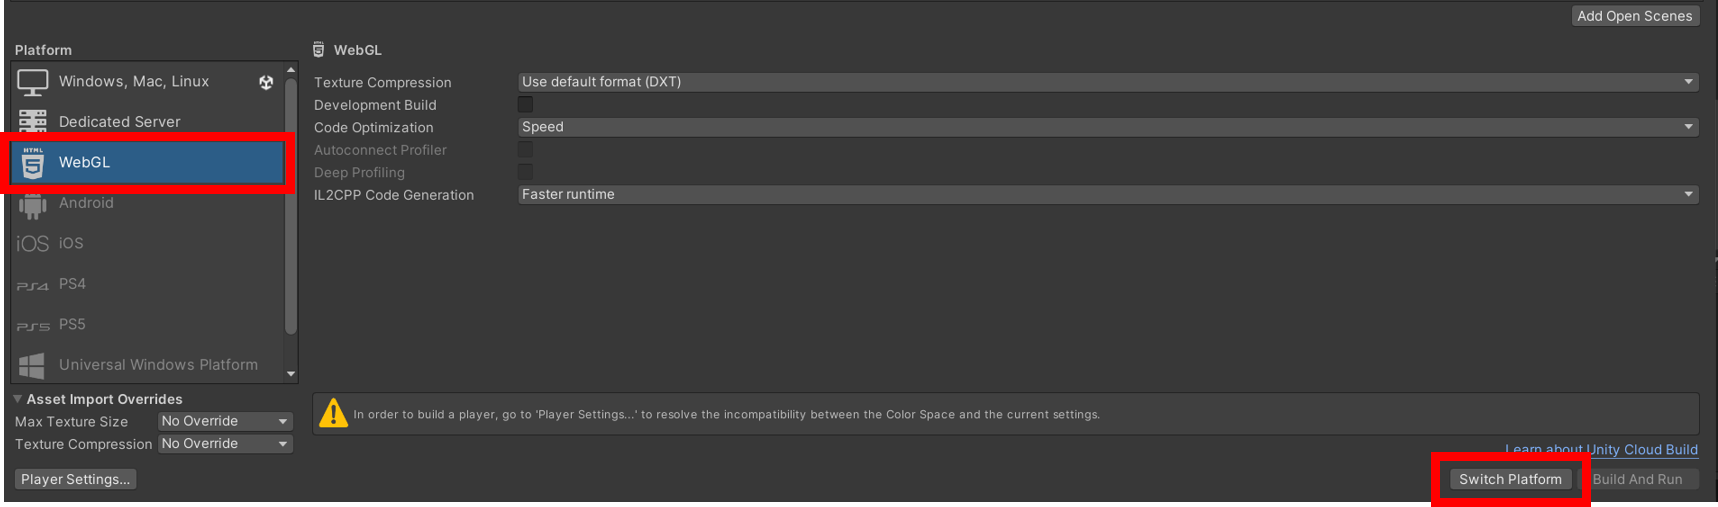 Add Open Scenes
Platform
Windows, Mac, Linux
Dedicated Server
HTML
5
WebGL
Android
iOS iOS
PS4 PS4
PS5 PS5
Universal Windows Platform
WebGL
Texture Compression Use default format (DXT)
Development Build
Code Optimization Speed
Autoconnect Profiler
Deep Profiling
IL2CPP Code Generation Faster runtime
Asset Import Overrides
Max Texture Size No Override
Texture Compression No Override
In order to build a player, go to 'Player Settings...' to resolve the incompatibility between the Color Space and the current settings.
Learn about Unity Cloud Build
Player Settings...
Switch Platform
Build And Run